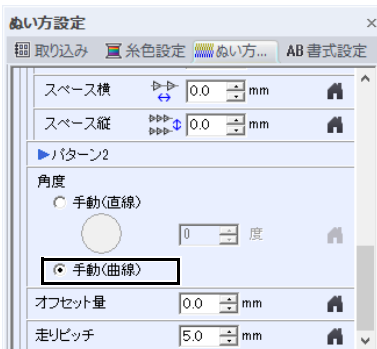 ぬい方設定 ×
取り込み 糸色設定 ぬい方... AB 書式設定
スペース横 0.0 mm
スペース縦 0.0 mm
▶パターン2
角度
手動(直線)
0 度
手動(曲線)
オフセット量 0.0 mm
走りピッチ 5.0 mm